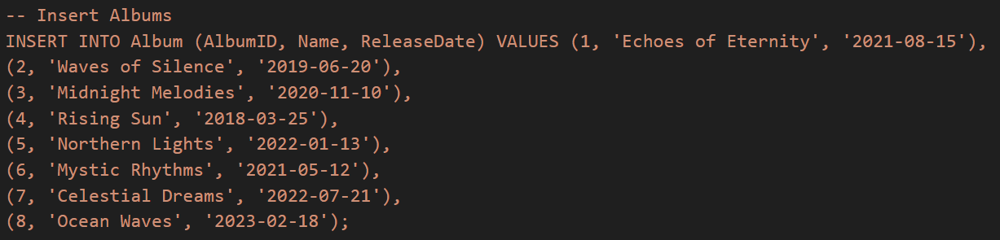 -- Insert Albums
INSERT INTO Album (AlbumID, Name, ReleaseDate) VALUES (1, 'Echoes of Eternity', '2021-08-15'),
(2, 'Waves of Silence', '2019-06-20'),
(3, 'Midnight Melodies', '2020-11-10'),
(4, 'Rising Sun', '2018-03-25'),
(5, 'Northern Lights', '2022-01-13'),
(6, 'Mystic Rhythms', '2021-05-12'),
(7, 'Celestial Dreams', '2022-07-21'),
(8, 'Ocean Waves', '2023-02-18');